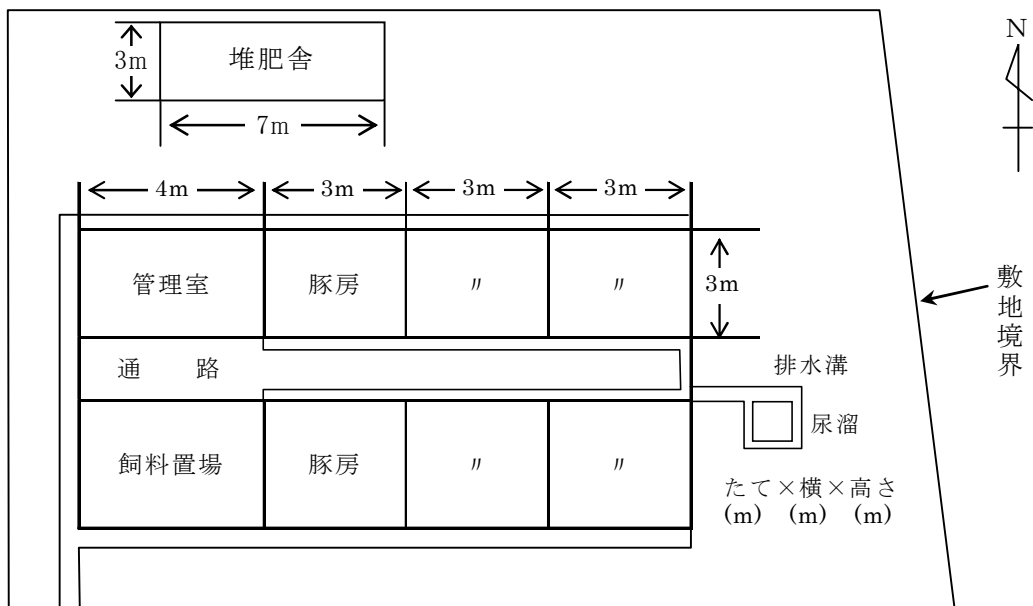 N
3m
堆肥舎
7m
4m
3m
3m
3m
管理室
豚房
〃
〃
3m
敷地境界
通 路
排水溝
尿溜
飼料置場
豚房
〃
〃
たて×横×高さ
(m) (m) (m)